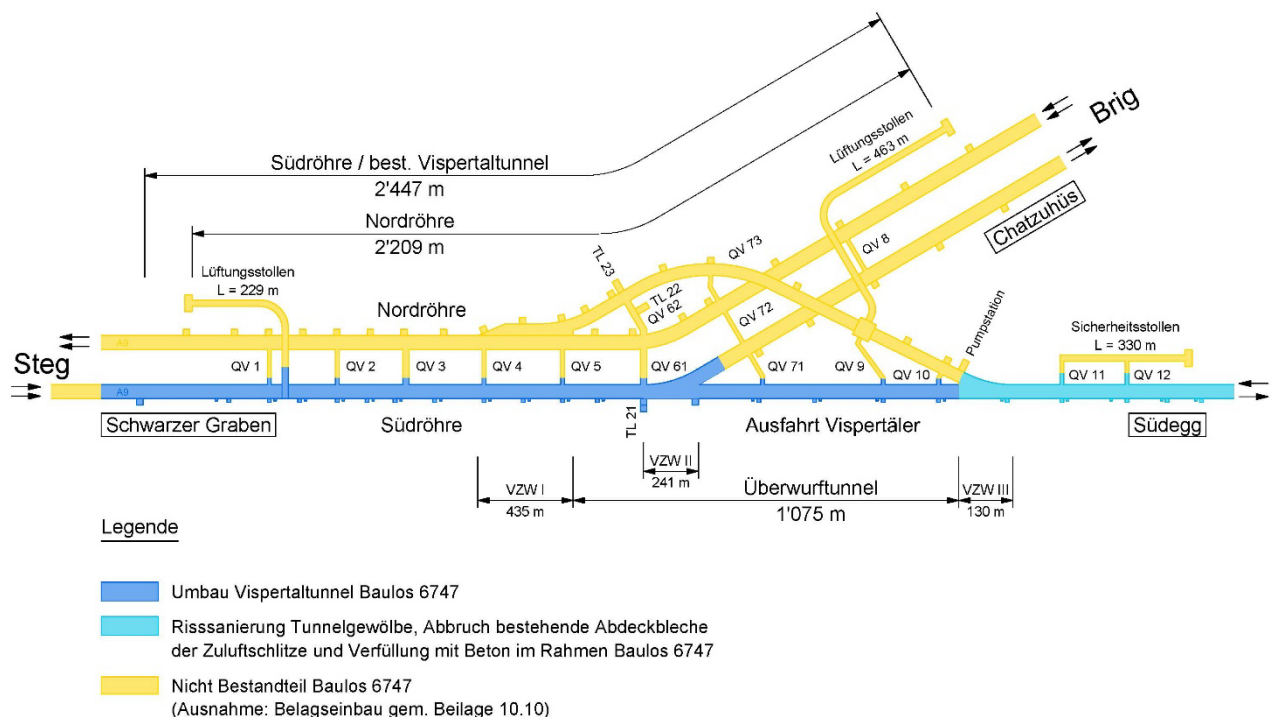 Brig
Lüftungsstollen
L = 463 m
Südröhre / best. Vispertaltunnel
2'447 m
Nordröhre
2'209 m
Chatzuhüs
QV 8
QV 73
TL 23
TL 22
QV 62
QV 72
Lüftungsstollen
L = 229 m
Nordröhre
Pumpstation
Sicherheitsstollen
L = 330 m
A9
Steg
QV 1
QV 2
QV 3
QV 4
QV 5
QV 61
QV 71
QV 9
QV 10
QV 11
QV 12
A9
Schwarzer Graben
Südröhre
TL 21
Ausfahrt Vispertäler
Südegg
VZW I
435 m
VZW II
241 m
Überwurftunnel
1'075 m
VZW III
130 m
Legende
Umbau Vispertaltunnel Baulos 6747
Risssanierung Tunnelgewölbe, Abbruch bestehende Abdeckbleche
der Zuluftschlitze und Verfüllung mit Beton im Rahmen Baulos 6747
Nicht Bestandteil Baulos 6747
(Ausnahme: Belagseinbau gem. Beilage 10.10)